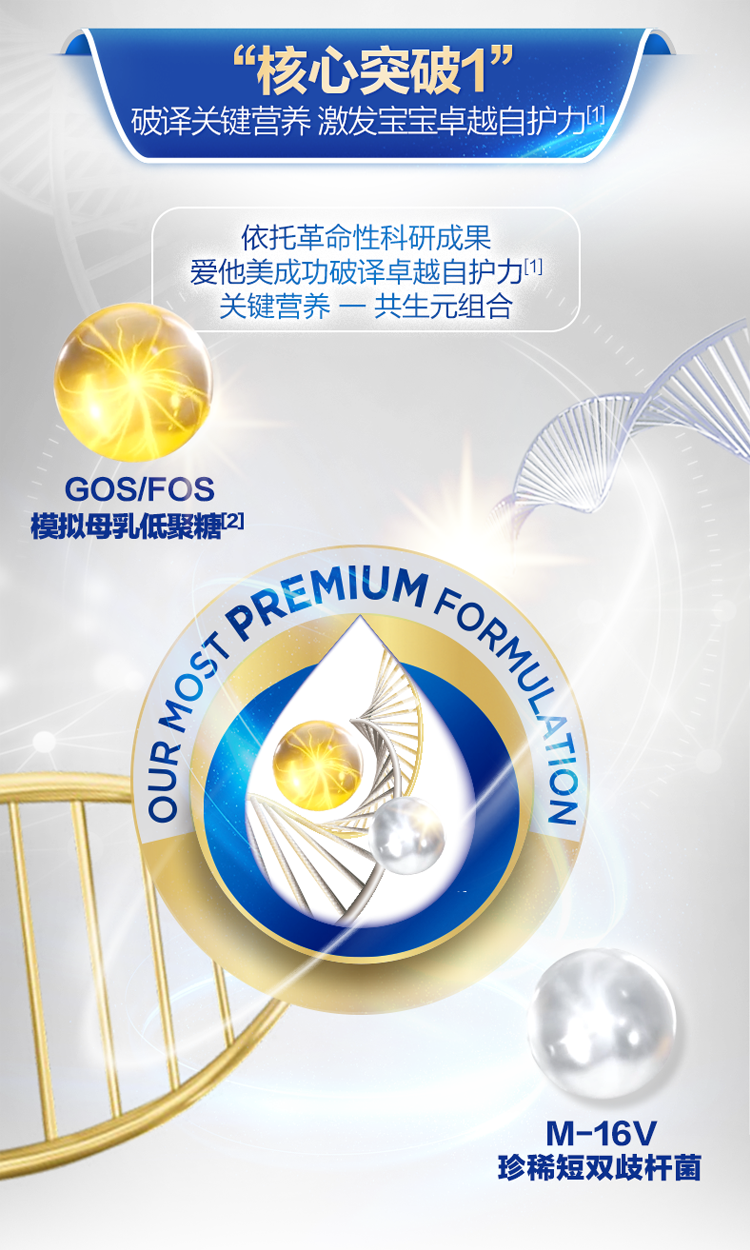 “核心突破1”
破译关键营养 激发宝宝卓越自护力[1]
依托革命性科研成果
爱他美成功破译卓越自护力[1]
关键营养 — 共生元组合
GOS/FOS
模拟母乳低聚糖[2]
OUR MOST PREMIUM FORMULATION
M-16V
珍稀短双歧杆菌